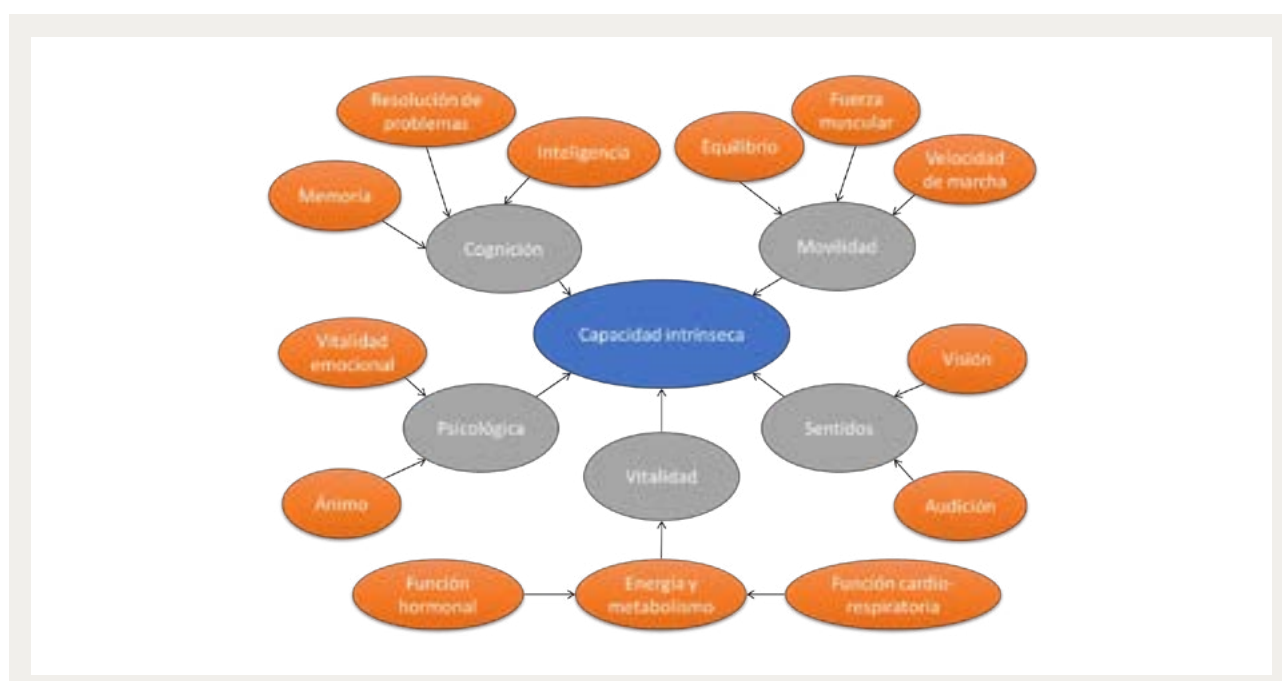 Resolución de
problemas
Inteligencia
Memoria
Cognición
Equilibrio
Fuerza
muscular
Velocidad
de marcha
Movilidad
Capacidad intrínseca
Vitalidad
emocional
Psicológica
Ánimo
Visión
Sentidos
Audición
Vitalidad
Función
hormonal
Energía y
metabolismo
Función cardio-
respiratoria